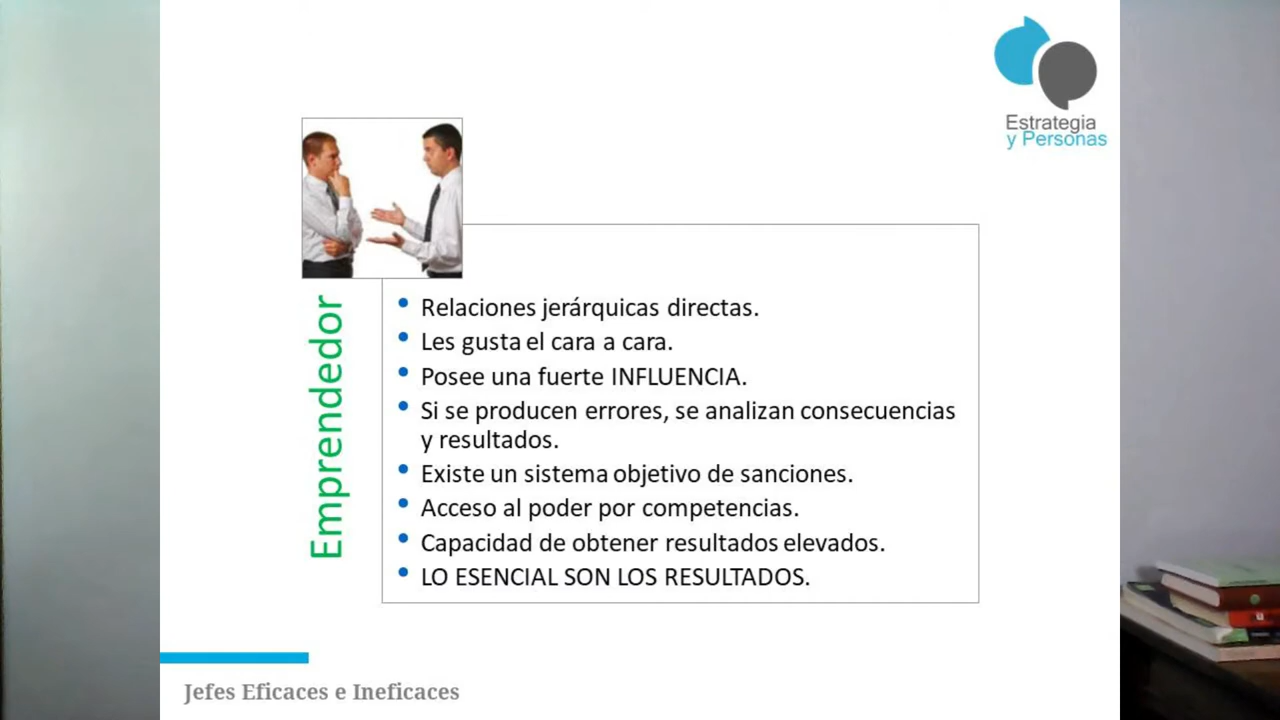 Estrategia
y Personas
Emprendedor
• Relaciones jerárquicas directas.
• Les gusta el cara a cara.
• Posee una fuerte INFLUENCIA.
• Si se producen errores, se analizan consecuencias
y resultados.
• Existe un sistema objetivo de sanciones.
• Acceso al poder por competencias.
• Capacidad de obtener resultados elevados.
• LO ESENCIAL SON LOS RESULTADOS.
Jefes Eficaces e Ineficaces